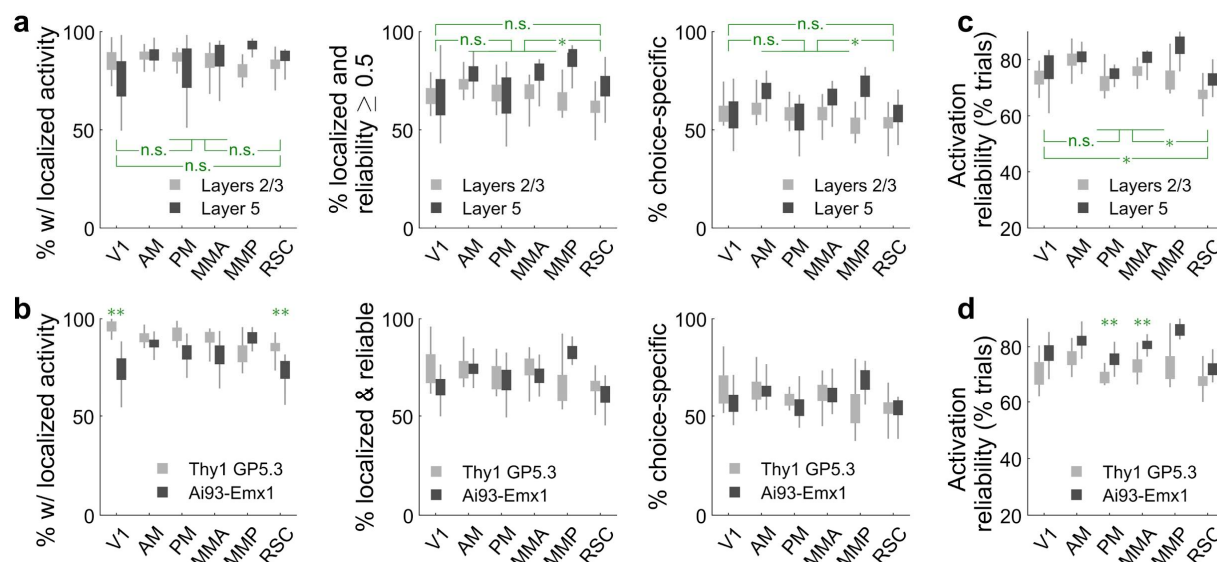 a
% w/ localized activity
100
50
0
n.s.
n.s.
n.s.
Layers 2/3
Layer 5
V1
AM
PM
MMA
MMP
RSC
% localized and
reliability ≥ 0.5
100
50
0
n.s.
n.s.
*
Layers 2/3
Layer 5
V1
AM
PM
MMA
MMP
RSC
% choice-specific
100
50
0
n.s.
n.s.
*
Layers 2/3
Layer 5
V1
AM
PM
MMA
MMP
RSC
c
Activation
reliability (% trials)
80
60
40
20
n.s.
*
*
Layers 2/3
Layer 5
V1
AM
PM
MMA
MMP
RSC
b
% w/ localized activity
100
50
0
**
**
Thy1 GP5.3
Ai93-Emx1
V1
AM
PM
MMA
MMP
RSC
% localized & reliable
100
50
0
Thy1 GP5.3
Ai93-Emx1
V1
AM
PM
MMA
MMP
RSC
% choice-specific
100
50
0
Thy1 GP5.3
Ai93-Emx1
V1
AM
PM
MMA
MMP
RSC
d
Activation
reliability (% trials)
80
60
40
20
**
**
Thy1 GP5.3
Ai93-Emx1
V1
AM
PM
MMA
MMP
RSC